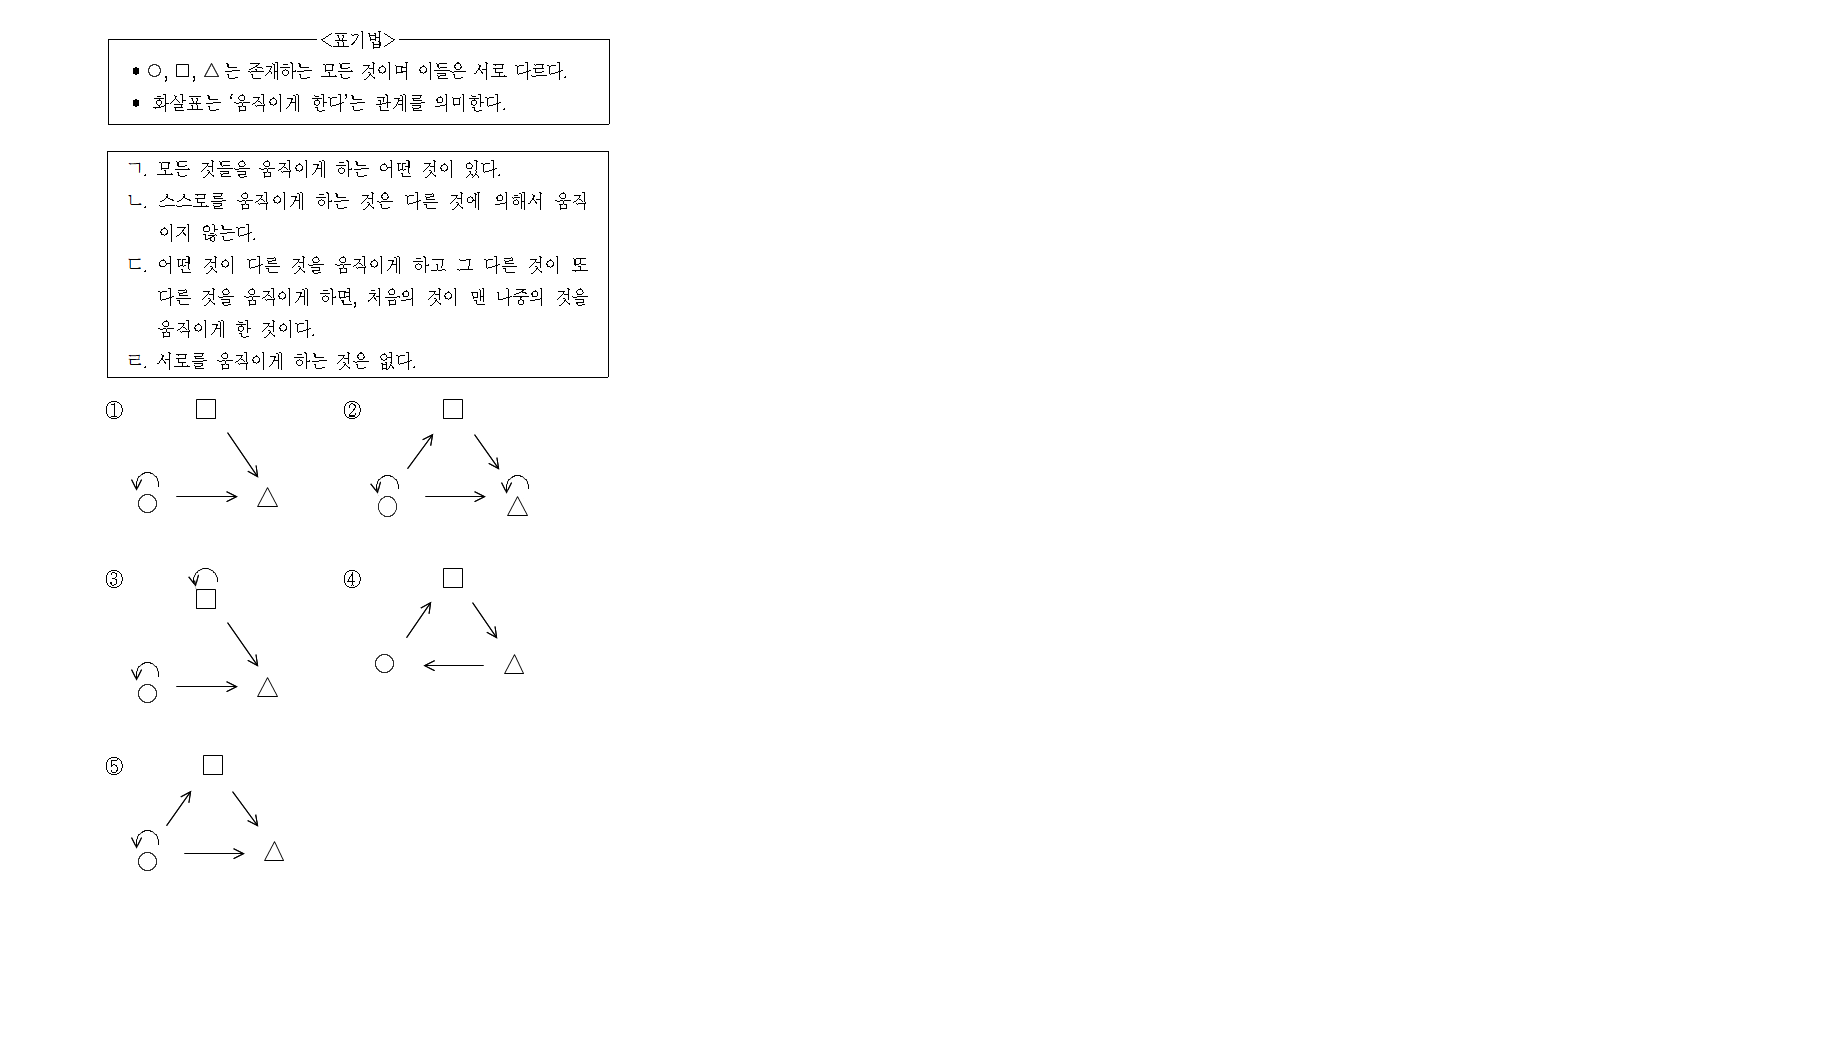 <표기법>
• ○, □, △는 존재하는 모든 것이며 이들은 서로 다르다.
• 화살표는 ‘움직이게 한다’는 관계를 의미한다.
ㄱ. 모든 것들을 움직이게 하는 어떤 것이 있다.
ㄴ. 스스로를 움직이게 하는 것은 다른 것에 의해서 움직
이지 않는다.
ㄷ. 어떤 것이 다른 것을 움직이게 하고 그 다른 것이 또
다른 것을 움직이게 하면, 처음의 것이 맨 나중의 것을
움직이게 한 것이다.
ㄹ. 서로를 움직이게 하는 것은 없다.
①
②
③
④
⑤